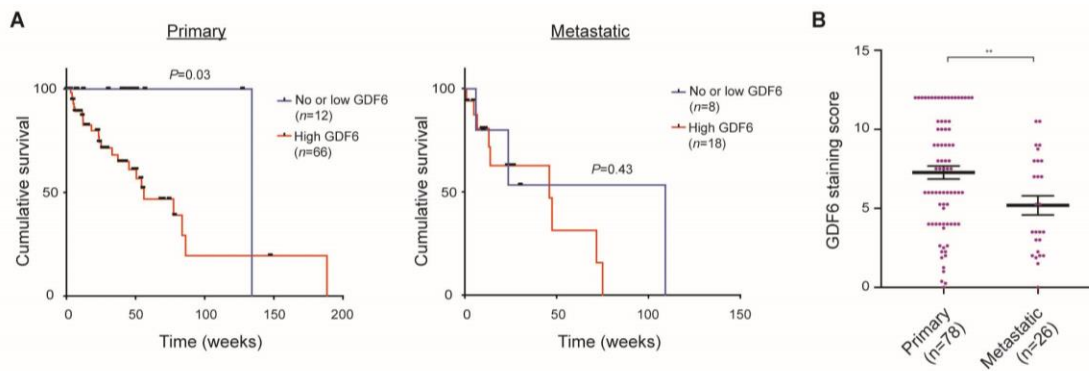 A
Primary
P=0.03
No or low GDF6
(n=12)
High GDF6
(n=66)
Cumulative survival
100
50
0
0 50 100 150 200
Time (weeks)
Metastatic
No or low GDF6
(n=8)
High GDF6
(n=18)
P=0.43
Cumulative survival
100
50
0
0 50 100 150
Time (weeks)
B
**
GDF6 staining score
15
10
5
0
Primary
(n=78)
Metastatic
(n=26)